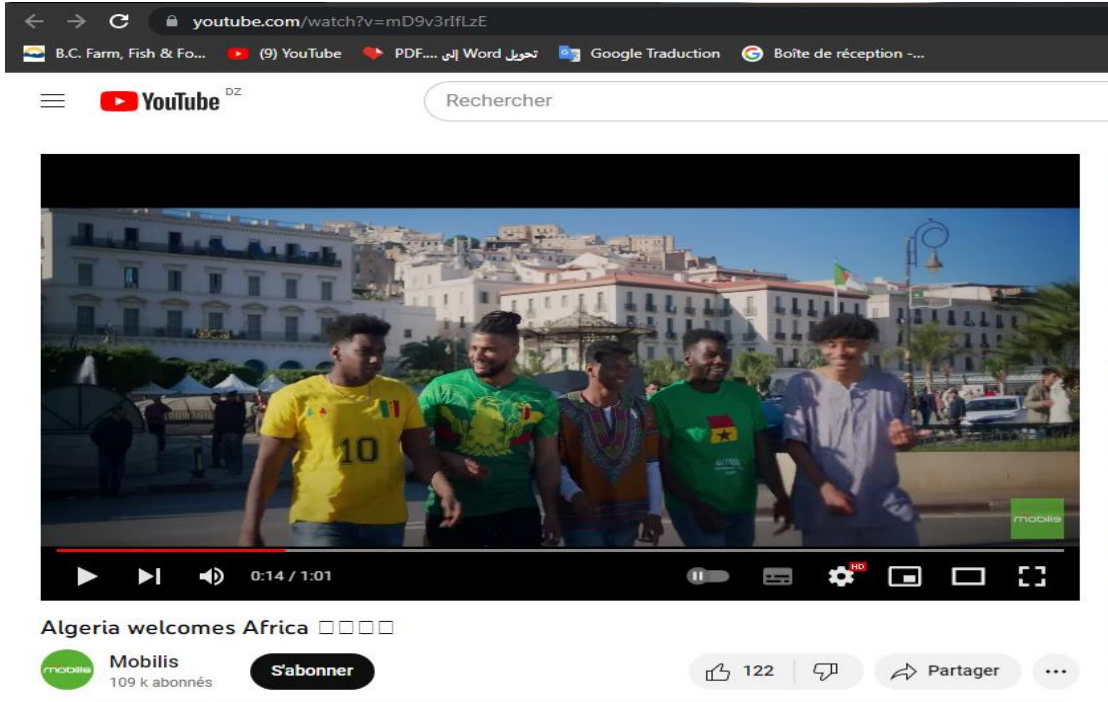 youtube.com/watch?v=mD9v3rIfLzE
B.C. Farm, Fish & Fo... (9) YouTube PDF.... تحويل Word إلى Google Traduction Boîte de réception -...
YouTube DZ Rechercher
10
mobilis
0:14 / 1:01 HD
Algeria welcomes Africa □□□□
mobilis Mobilis
109 k abonnés
S'abonner 122 Partager ...